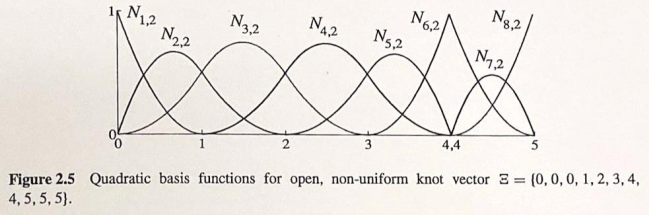 1 N1,2 N2,2 N3,2 N4,2 N5,2 N6,2 N7,2 N8,2
0
0 1 2 3 4,4 5
Figure 2.5 Quadratic basis functions for open, non-uniform knot vector Ξ = {0, 0, 0, 1, 2, 3, 4,
4, 5, 5, 5}.